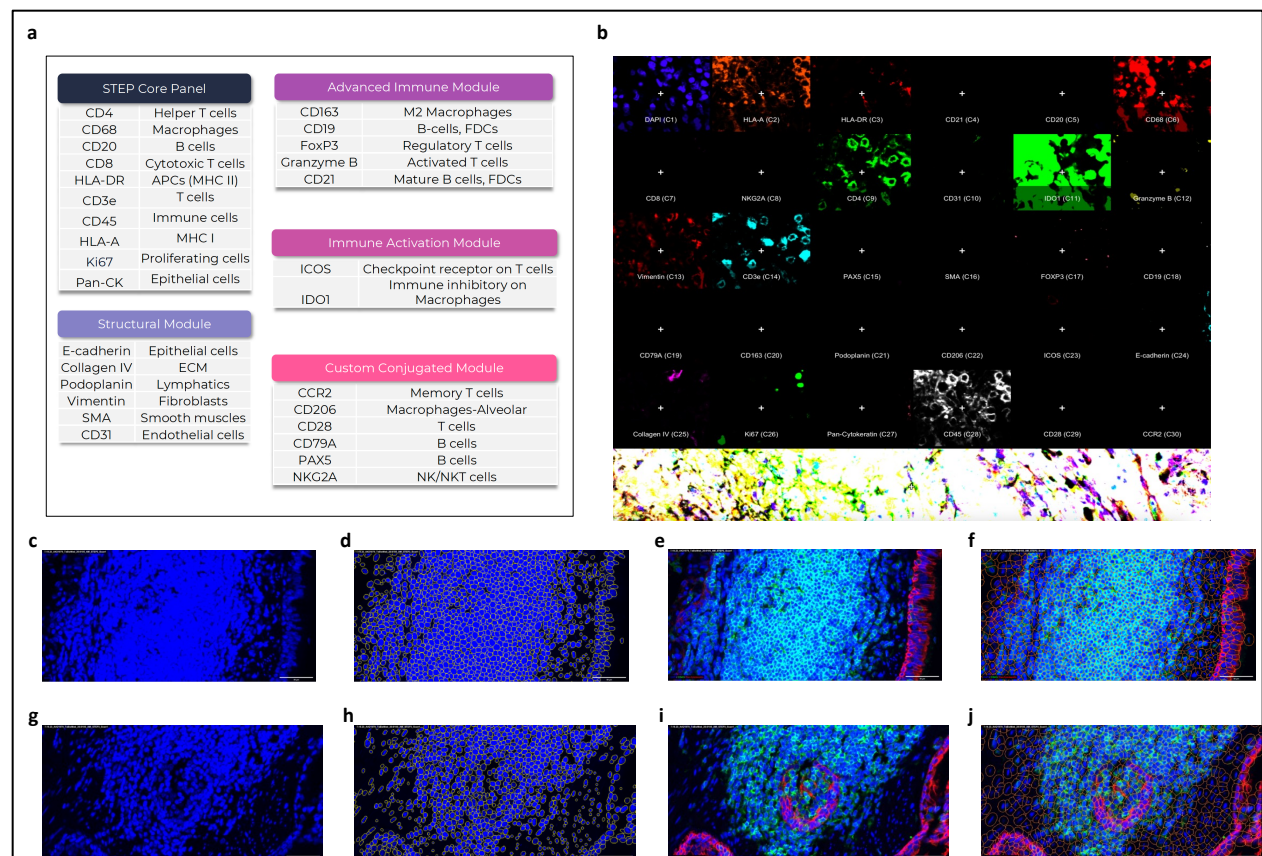 a
STEP Core Panel
CD4 Helper T cells
CD68 Macrophages
CD20 B cells
CD8 Cytotoxic T cells
HLA-DR APCs (MHC II)
CD3e T cells
CD45 Immune cells
HLA-A MHC I
Ki67 Proliferating cells
Pan-CK Epithelial cells
Structural Module
E-cadherin Epithelial cells
Collagen IV ECM
Podoplanin Lymphatics
Vimentin Fibroblasts
SMA Smooth muscles
CD31 Endothelial cells
Advanced Immune Module
CD163 M2 Macrophages
CD19 B-cells, FDCs
FoxP3 Regulatory T cells
Granzyme B Activated T cells
CD21 Mature B cells, FDCs
Immune Activation Module
ICOS Checkpoint receptor on T cells
Immune inhibitory on
IDO1 Macrophages
Custom Conjugated Module
CCR2 Memory T cells
CD206 Macrophages-Alveolar
CD28 T cells
CD79A B cells
PAX5 B cells
NKG2A NK/NKT cells
b
DAPI (C1) HLA-A (C2) HLA-DR (C3) CD21 (C4) CD20 (C5) CD68 (C6)
CD8 (C7) NKG2A (C8) CD4 (C9) CD31 (C10) IDO1 (C11) Granzyme B (C12)
Vimentin (C13) CD3e (C14) PAX5 (C15) SMA (C16) FOXP3 (C17) CD19 (C18)
CD79A (C19) CD163 (C20) Podoplanin (C21) CD206 (C22) ICOS (C23) E-cadherin (C24)
Collagen IV (C25) Ki67 (C26) Pan-Cytokeratin (C27) CD45 (C28) CD28 (C29) CCR2 (C30)
c d e f
g h i j